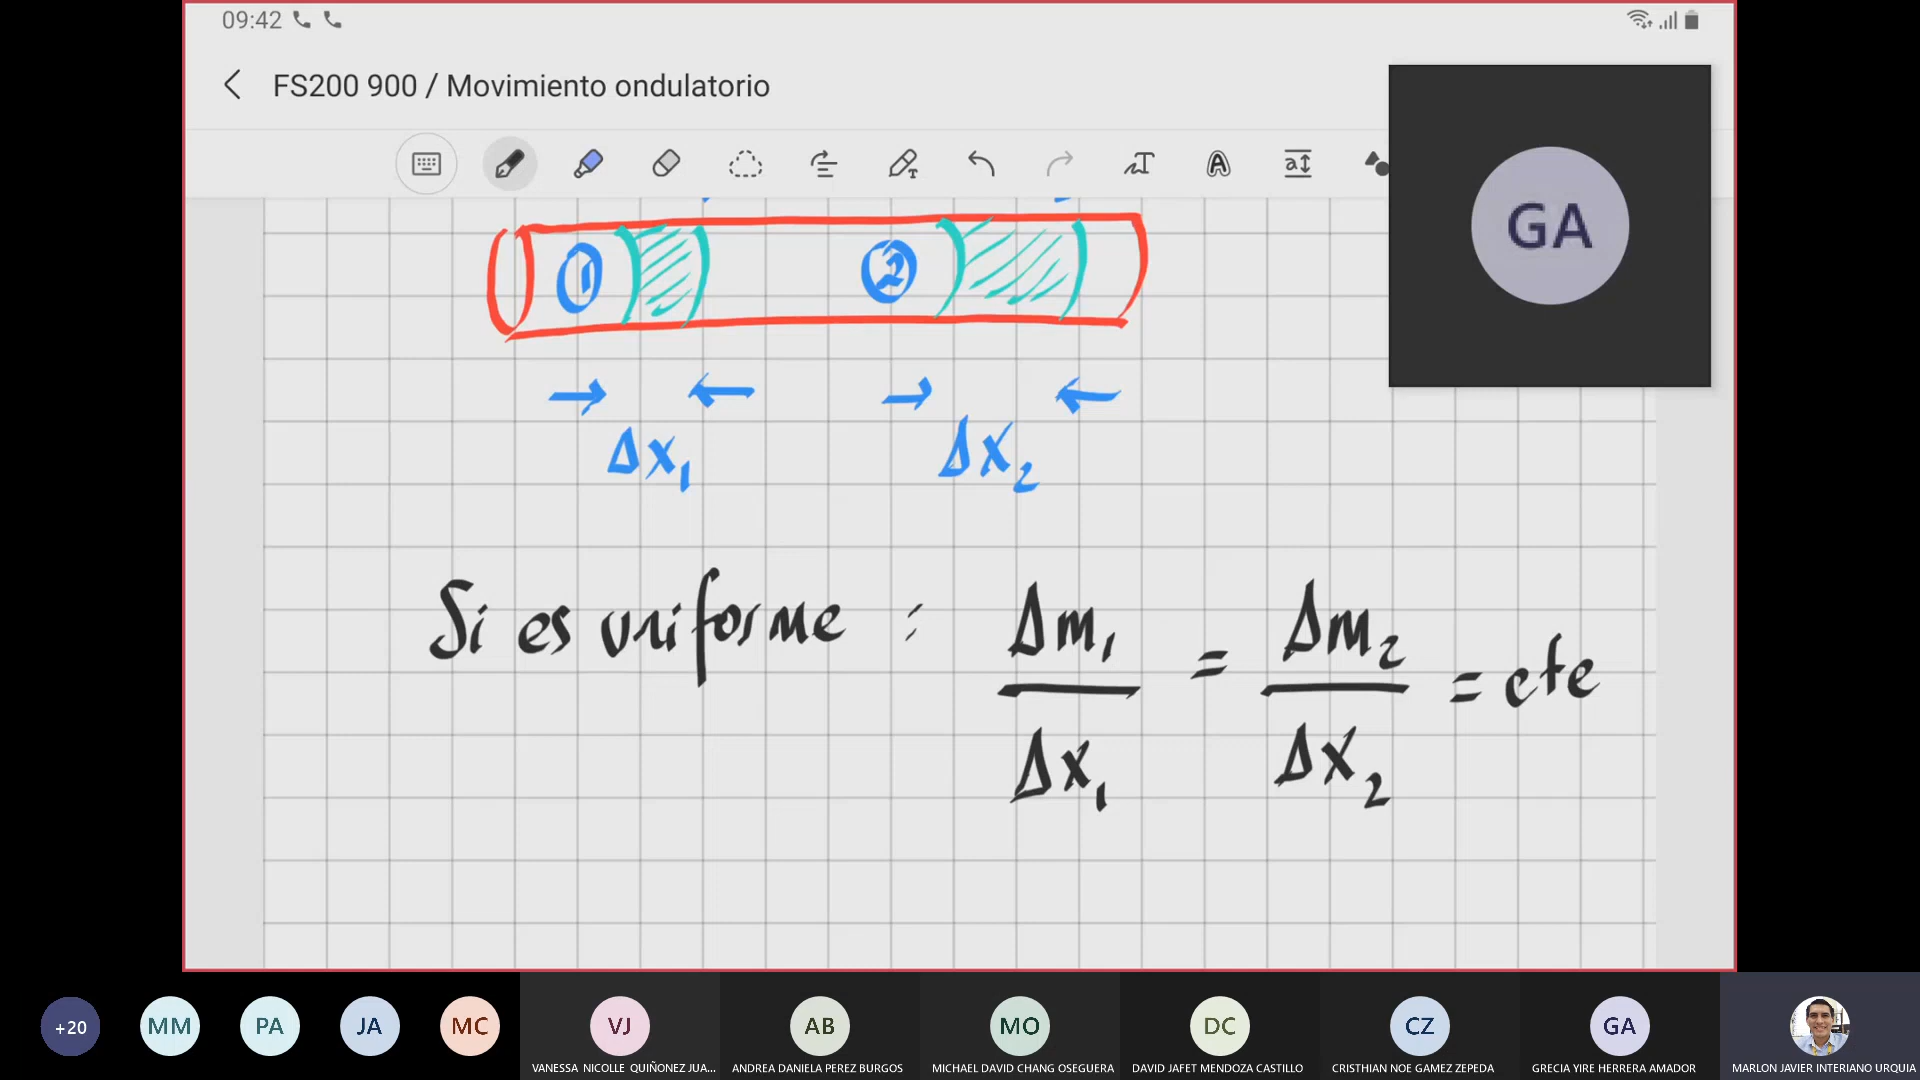 09:42
FS200 900 / Movimiento ondulatorio
GA
1 2
Δx₁ Δx₂
Si es uniforme : Δm₁ / Δx₁ = Δm₂ / Δx₂ = cte
+20 MM PA JA MC VJ AB MO DC CZ GA
VANESSA NICOLLE QUIÑONEZ JUA... ANDREA DANIELA PEREZ BURGOS MICHAEL DAVID CHANG OSEGUERA DAVID JAFET MENDOZA CASTILLO CRISTHIAN NOE GAMEZ ZEPEDA GRECIA YIRE HERRERA AMADOR MARLON JAVIER INTERIANO URQUIA